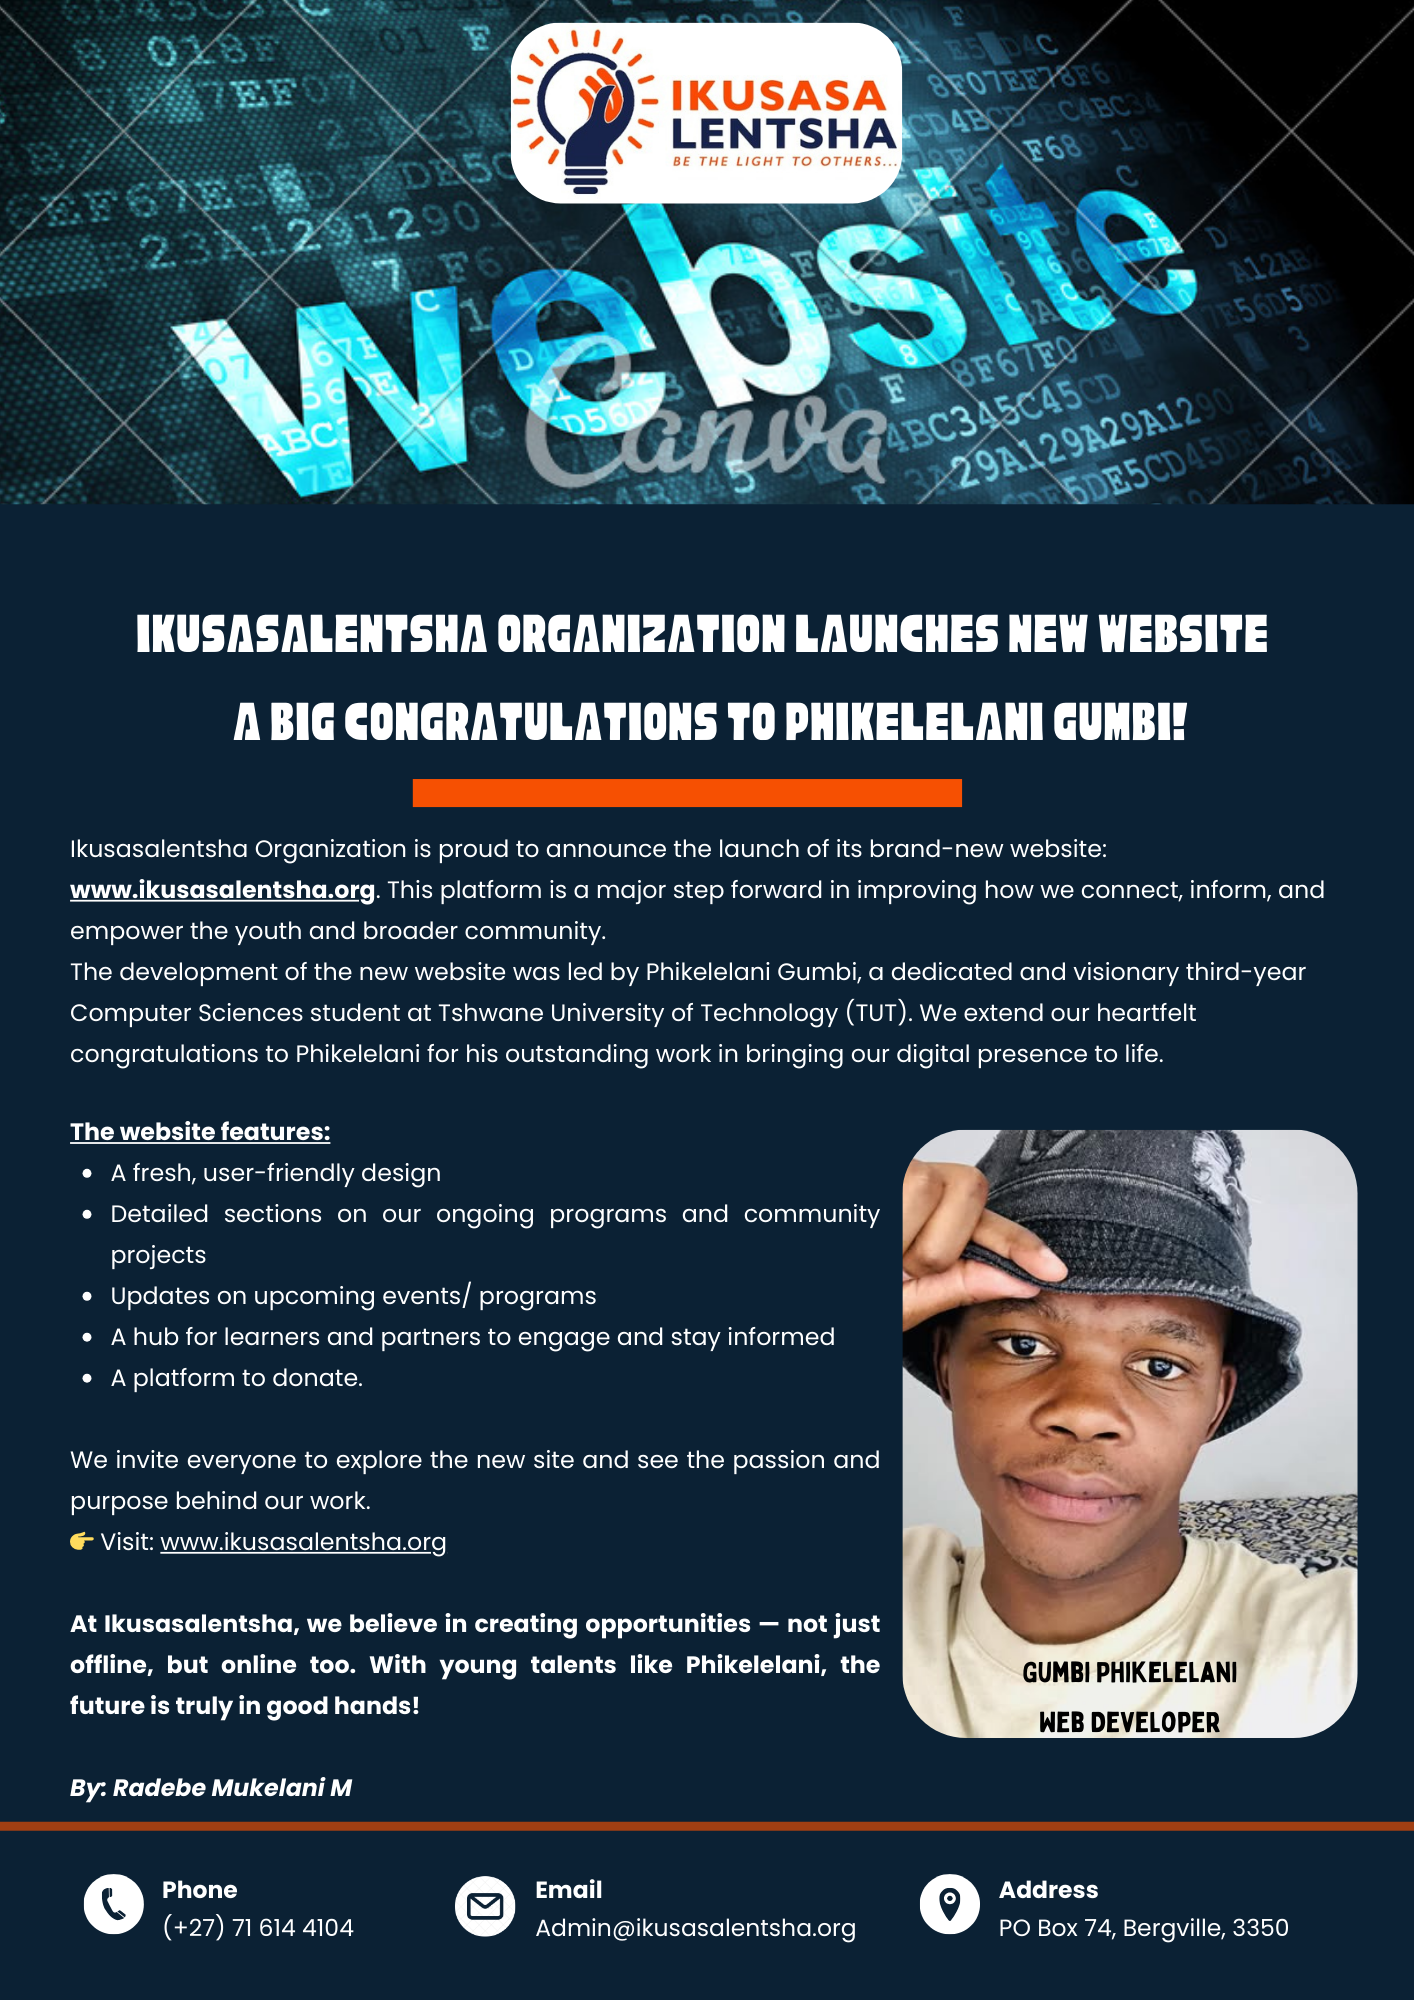 IKUSASA
LENTSHA
BE THE LIGHT TO OTHERS...
website
Canva
IKUSASALENTSHA ORGANIZATION LAUNCHES NEW WEBSITE
A BIG CONGRATULATIONS TO PHIKELELANI GUMBI!
Ikusasalentsha Organization is proud to announce the launch of its brand-new website:
www.ikusasalentsha.org. This platform is a major step forward in improving how we connect, inform, and
empower the youth and broader community.
The development of the new website was led by Phikelelani Gumbi, a dedicated and visionary third-year
Computer Sciences student at Tshwane University of Technology (TUT). We extend our heartfelt
congratulations to Phikelelani for his outstanding work in bringing our digital presence to life.
The website features:
• A fresh, user-friendly design
• Detailed sections on our ongoing programs and community
projects
• Updates on upcoming events/ programs
• A hub for learners and partners to engage and stay informed
• A platform to donate.
We invite everyone to explore the new site and see the passion and
purpose behind our work.
👉 Visit: www.ikusasalentsha.org
At Ikusasalentsha, we believe in creating opportunities — not just
offline, but online too. With young talents like Phikelelani, the
future is truly in good hands!
GUMBI PHIKELELANI
WEB DEVELOPER
By: Radebe Mukelani M
Phone
(+27) 71 614 4104
Email
Admin@ikusasalentsha.org
Address
PO Box 74, Bergville, 3350